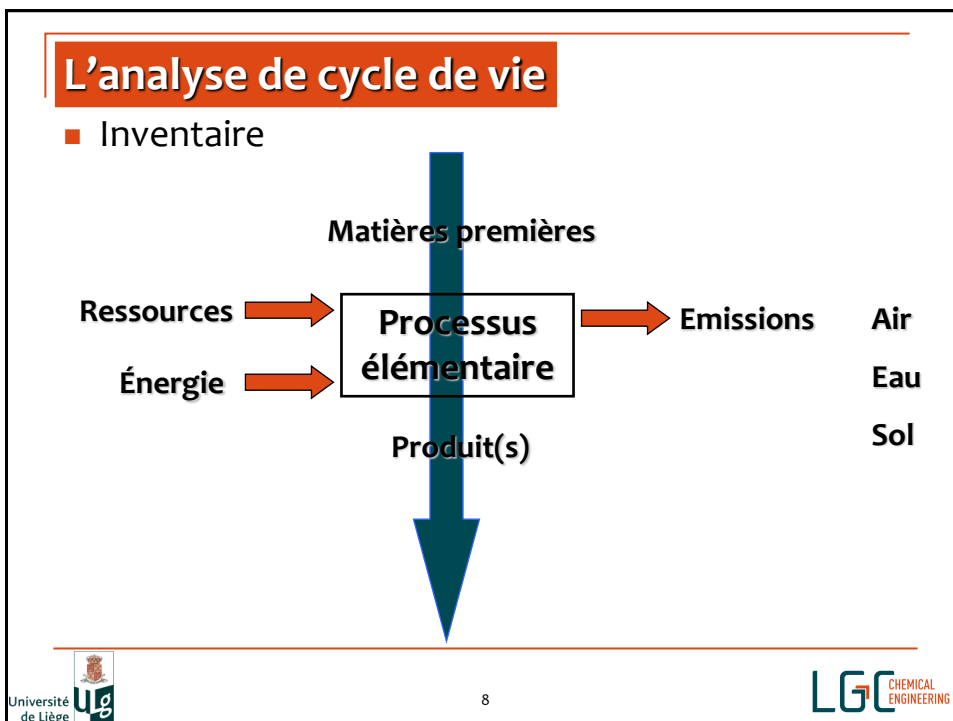 L'analyse de cycle de vie
Inventaire
Matières premières
Ressources
Énergie
Processus
élémentaire
Emissions
Air
Eau
Sol
Produit(s)
Université
de Liège
ulg
8
LGC CHEMICAL
ENGINEERING